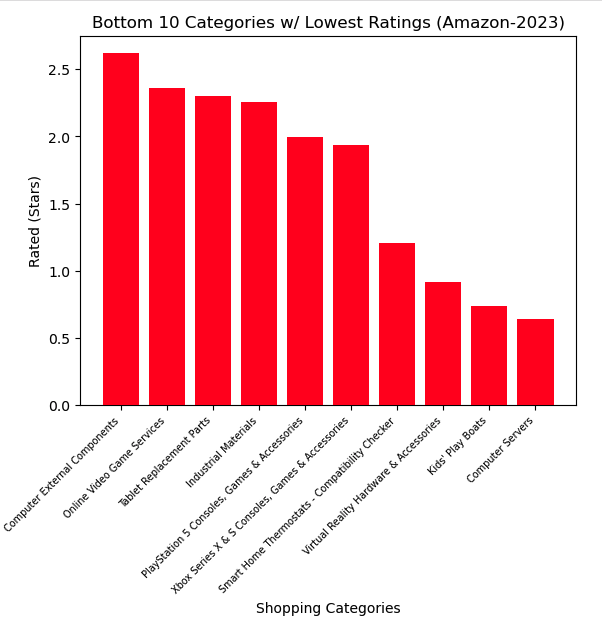 Bottom 10 Categories w/ Lowest Ratings (Amazon-2023)
Rated (Stars)
2.5
2.0
1.5
1.0
0.5
0.0
Computer External Components
Online Video Game Services
Tablet Replacement Parts
Industrial Materials
PlayStation 5 Consoles, Games & Accessories
Xbox Series X & S Consoles, Games & Accessories
Smart Home Thermostats - Compatibility Checker
Virtual Reality Hardware & Accessories
Kids' Play Boats
Computer Servers
Shopping Categories